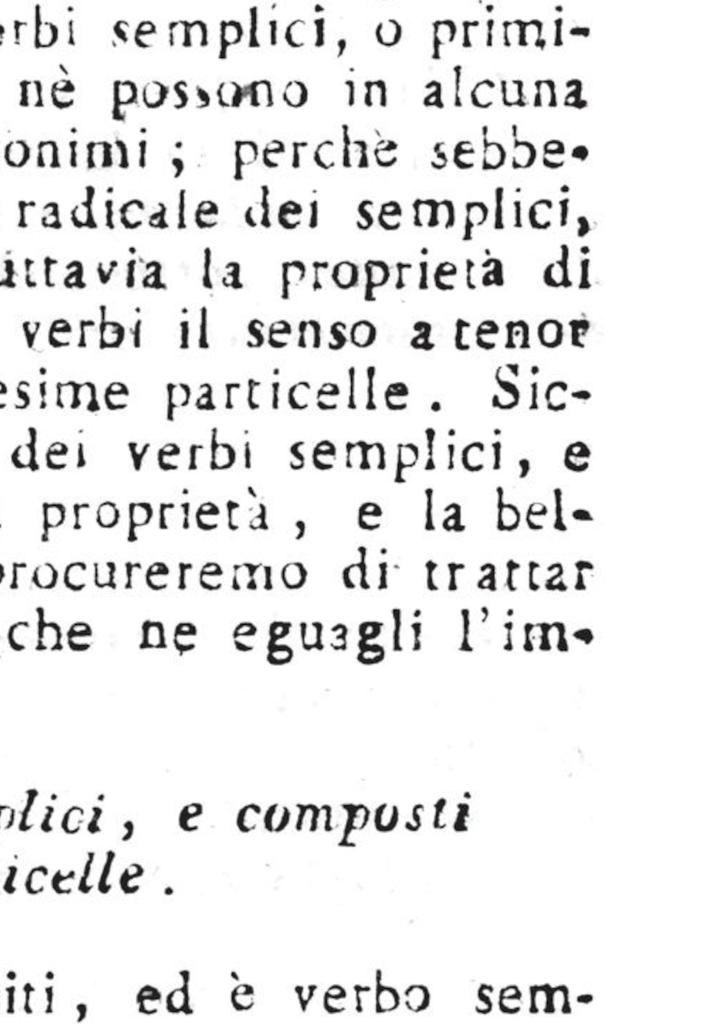 erbi semplici, o primi-
nè possono in alcuna
onimi ; perchè sebbe-
radicale dei semplici,
uttavia la proprietà di
verbi il senso a tenor
esime particelle . Sic-
dei verbi semplici, e
proprietà , e la bel-
procureremo di trattar
che ne eguagli l'im-
plici, e composti
icelle .
iti, ed è verbo sem-